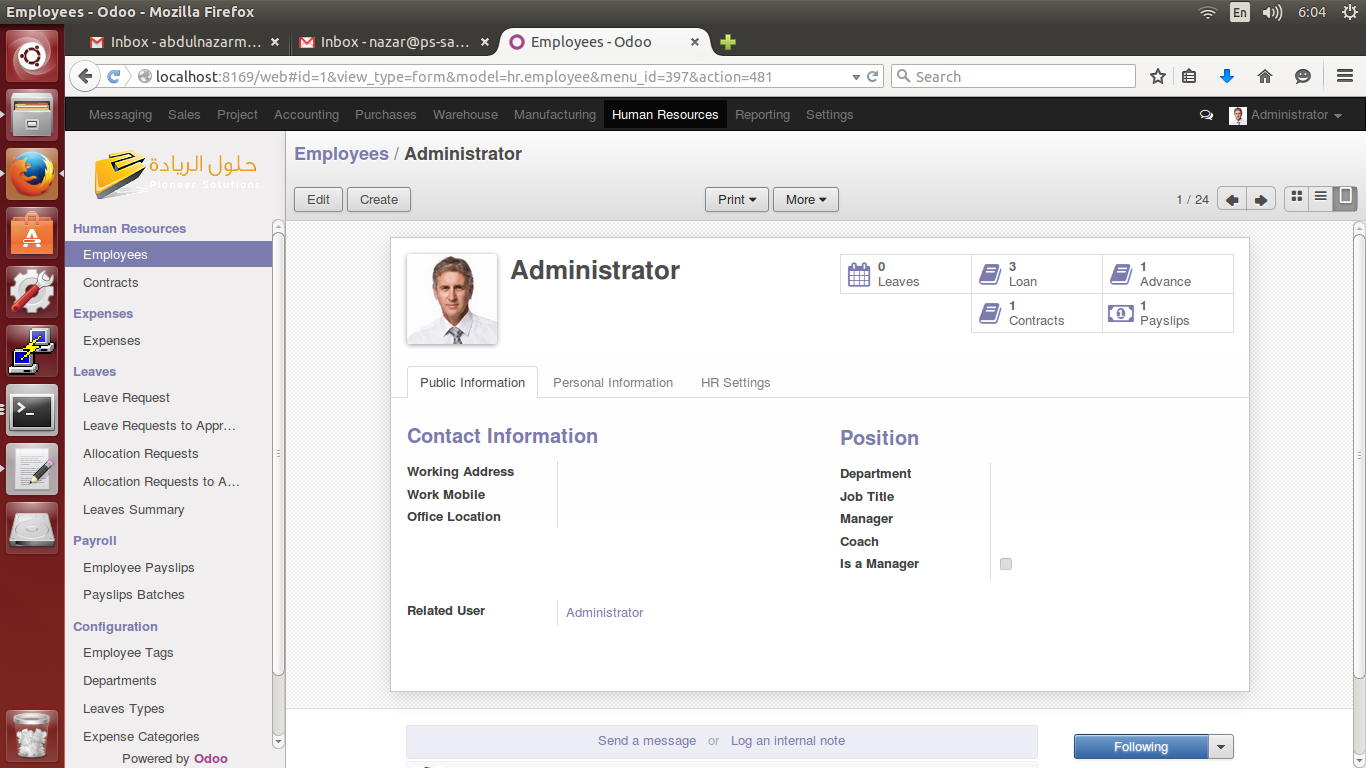 Employees - Odoo - Mozilla Firefox
En
6:04
Inbox - abdulnazarm...
Inbox - nazar@ps-sa...
Employees - Odoo
localhost:8169/web#id=1&view_type=form&model=hr.employee&menu_id=397&action=481
Search
Messaging Sales Project Accounting Purchases Warehouse Manufacturing Human Resources Reporting Settings
Administrator
حلول الريادة
Pioneer Solutions
Employees / Administrator
Edit Create Print More 1 / 24
Human Resources
Employees
Contracts
Expenses
Expenses
Leaves
Leave Request
Leave Requests to Appr...
Allocation Requests
Allocation Requests to A...
Leaves Summary
Payroll
Employee Payslips
Payslips Batches
Configuration
Employee Tags
Departments
Leaves Types
Expense Categories
Powered by Odoo
Administrator
0
Leaves
3
Loan
1
Advance
1
Contracts
1
Payslips
Public Information Personal Information HR Settings
Contact Information
Working Address
Work Mobile
Office Location
Related User Administrator
Position
Department
Job Title
Manager
Coach
Is a Manager
Send a message or Log an internal note
Following